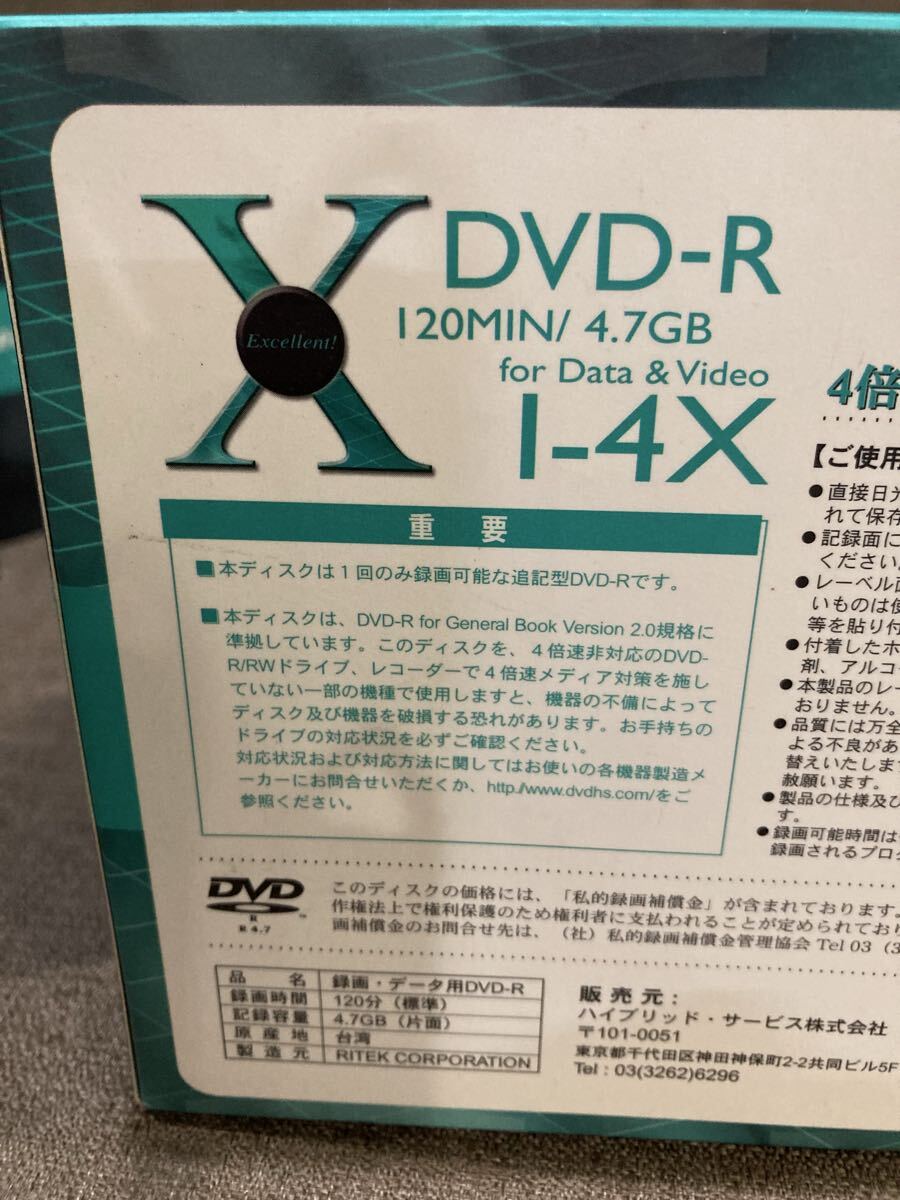 X
Excellent!
DVD-R
120MIN/ 4.7GB
for Data & Video
1-4X
重要
■本ディスクは1回のみ録画可能な追記型DVD-Rです。
■本ディスクは、DVD-R for General Book Version 2.0規格に
準拠しています。このディスクを、4倍速非対応のDVD-
R/RWドライブ、レコーダーで4倍速メディア対策を施し
ていない一部の機種で使用しますと、機器の不備によって
ディスク及び機器を破損する恐れがあります。お手持ちの
ドライブの対応状況を必ずご確認ください。
対応状況および対応方法に関してはお使いの各機器製造メ
ーカーにお問合せいただくか、http://www.dvdhs.com/をご
参照ください。
4倍
【ご使用
●直接日光
れて保存
●記録面に
ください。
●レーベル面
いものは使
等を貼り付
●付着したホ
剤、アルコー
●本製品のレー
おりません。
●品質には万全
よる不良があ
替えいたします
赦願います。
●製品の仕様及び
す。
●録画可能時間は
録画されるプログ
DVD
R
R 4.7
このディスクの価格には、「私的録画補償金」が含まれております。
作権法上で権利保護のため権利者に支払われることが定められており
画補償金のお問合せ先は、(社)私的録画補償金管理協会 Tel 03 (3
品名 録画・データ用DVD-R
録画時間 120分(標準)
記録容量 4.7GB(片面)
原産地 台湾
製造元 RITEK CORPORATION
販売元:
ハイブリッド・サービス株式会社
〒101-0051
東京都千代田区神田神保町2-2共同ビル5F
Tel : 03(3262)6296